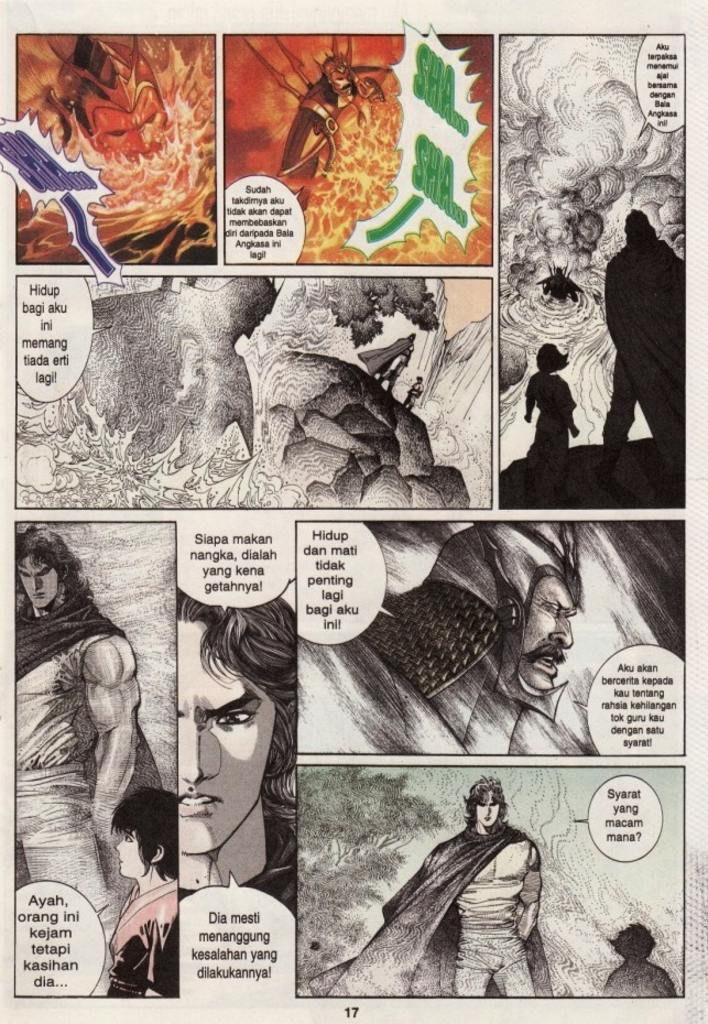 SHA...
SHA...
Sudah
takdirnya aku
tidak akan dapat
membebaskan
diri daripada Bala
Angkasa ini
lagi!
Aku
terpaksa
menemui
ajal
bersama
dengan
Bala
Angkasa
ini!
Hidup
bagi aku
ini
memang
tiada erti
lagi!
Ayah,
orang ini
kejam
tetapi
kasihan
dia...
Siapa makan
nangka, dialah
yang kena
getahnya!
Dia mesti
menanggung
kesalahan yang
dilakukannya!
Hidup
dan mati
tidak
penting
lagi
bagi aku
ini!
Aku akan
bercerita kepada
kau tentang
rahsia kehilangan
tok guru kau
dengan satu
syarat!
Syarat
yang
macam
mana?
17